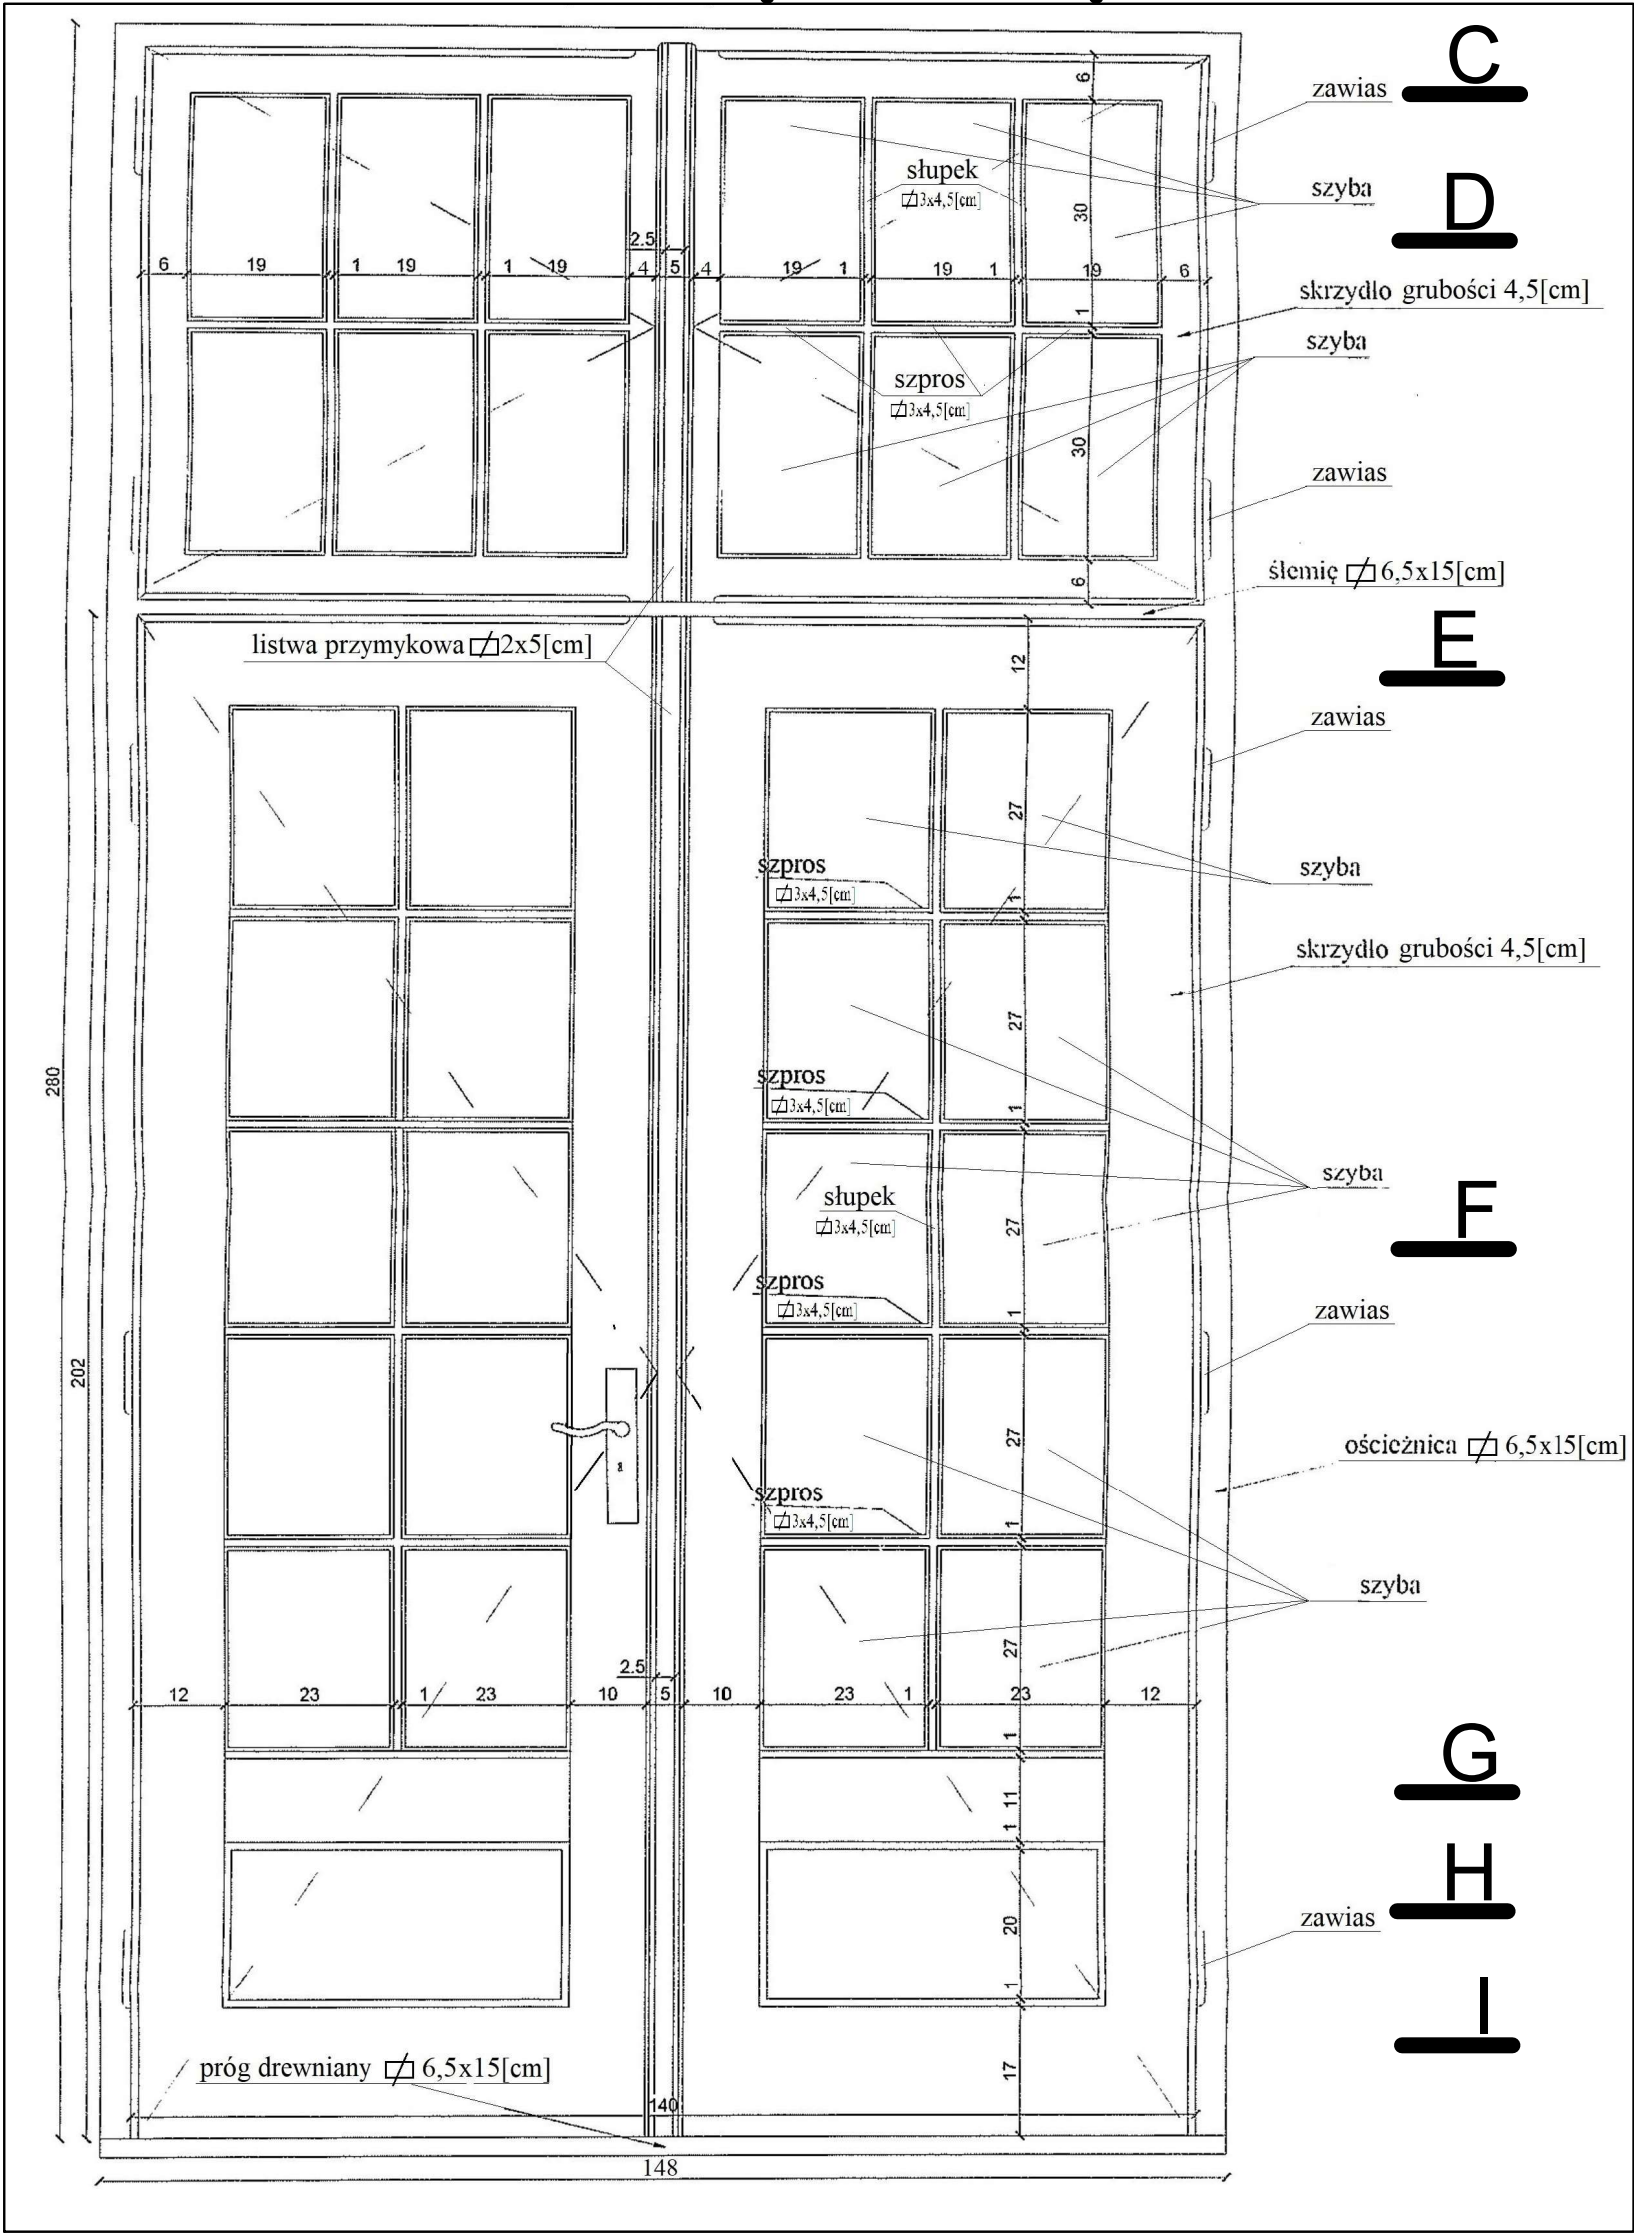 C
zawias
6
słupek
3x4,5[cm]
szyba
D
30
2.5
6 19 1 19 1 19 4 5 4 19 1 19 1 19 6
skrzydło grubości 4,5[cm]
1
szyba
szpros
3x4,5[cm]
30
zawias
ślemię 6,5x15[cm]
6
E
listwa przymykowa 2x5[cm]
12
zawias
27
szpros
3x4,5[cm]
szyba
1
skrzydło grubości 4,5[cm]
27
280
szpros
3x4,5[cm]
1
szyba
słupek
3x4,5[cm]
27
F
szpros
3x4,5[cm]
1
zawias
202
27
ościeżnica 6,5x15[cm]
szpros
3x4,5[cm]
1
szyba
27
2.5
12 23 1 23 10 5 10 23 1 23 12
1
G
11
1
H
20
zawias
1
I
17
próg drewniany 6,5x15[cm]
140
148